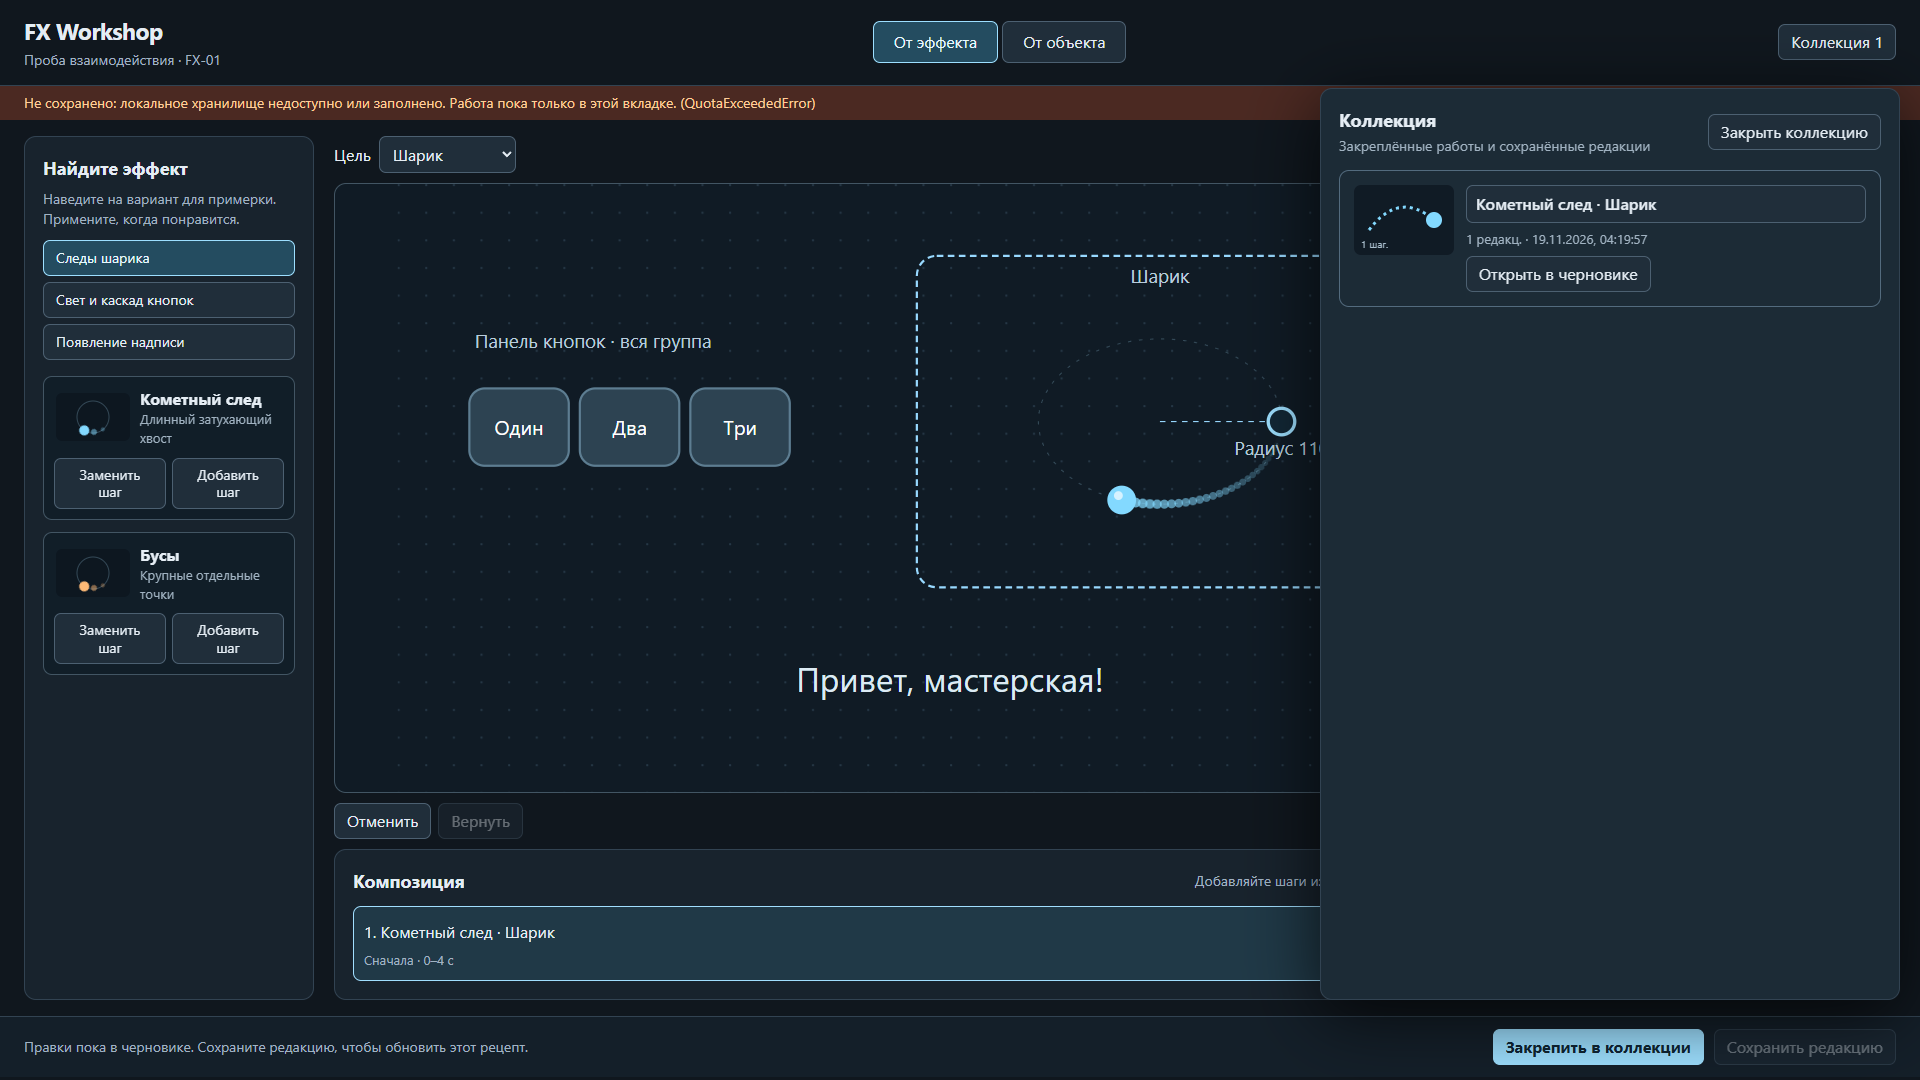 FX Workshop
Проба взаимодействия · FX-01
От эффекта
От объекта
Коллекция 1
Не сохранено: локальное хранилище недоступно или заполнено. Работа пока только в этой вкладке. (QuotaExceededError)
Найдите эффект
Наведите на вариант для примерки.
Примените, когда понравится.
Следы шарика
Свет и каскад кнопок
Появление надписи
Кометный след
Длинный затухающий
хвост
Заменить
шаг
Добавить
шаг
Бусы
Крупные отдельные
точки
Заменить
шаг
Добавить
шаг
Цель
Шарик
Панель кнопок · вся группа
Один
Два
Три
Шарик
Радиус 11
Привет, мастерская!
Отменить
Вернуть
Композиция
Добавляйте шаги
1. Кометный след · Шарик
Сначала · 0–4 с
Коллекция
Закреплённые работы и сохранённые редакции
Закрыть коллекцию
1 шаг.
Кометный след · Шарик
1 редакц. · 19.11.2026, 04:19:57
Открыть в черновике
Правки пока в черновике. Сохраните редакцию, чтобы обновить этот рецепт.
Закрепить в коллекции
Сохранить редакцию